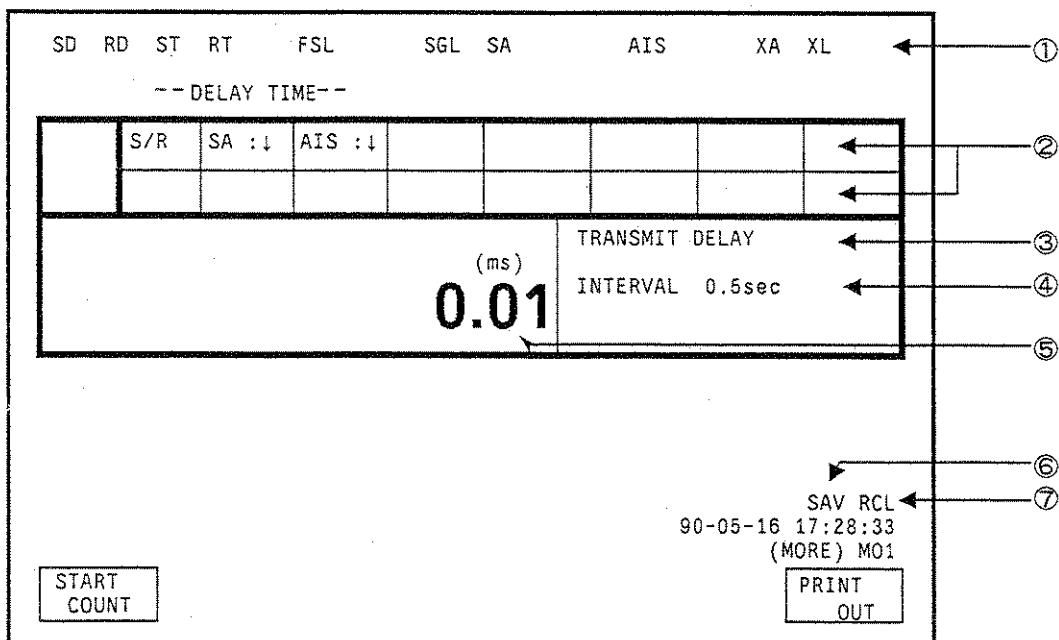 SD RD ST RT FSL SGL SA AIS XA XL ①
--DELAY TIME--
S/R SA :↓ AIS :↓ ②
TRANSMIT DELAY ③
(ms)
INTERVAL 0.5sec ④
0.01
⑤
⑥
SAV RCL ⑦
90-05-16 17:28:33
(MORE) MO1
START PRINT
COUNT OUT